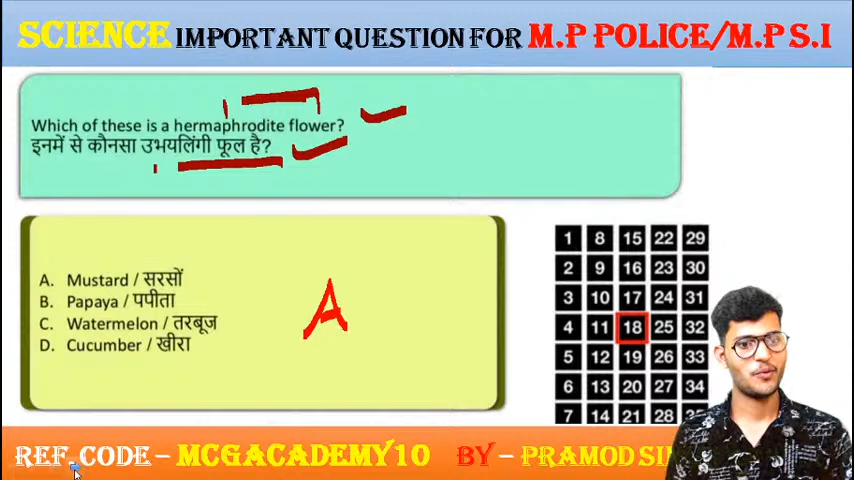 SCIENCE IMPORTANT QUESTION FOR M.P POLICE/M.P S.I
Which of these is a hermaphrodite flower?
इनमें से कौनसा उभयलिंगी फूल है?
A. Mustard / सरसों
B. Papaya / पपीता
C. Watermelon / तरबूज
D. Cucumber / खीरा
A
1 8 15 22 29
2 9 16 23 30
3 10 17 24 31
4 11 18 25 32
5 12 19 26 33
6 13 20 27 34
7 14 21 28
REF. CODE - MCGACADEMY10 BY - PRAMOD